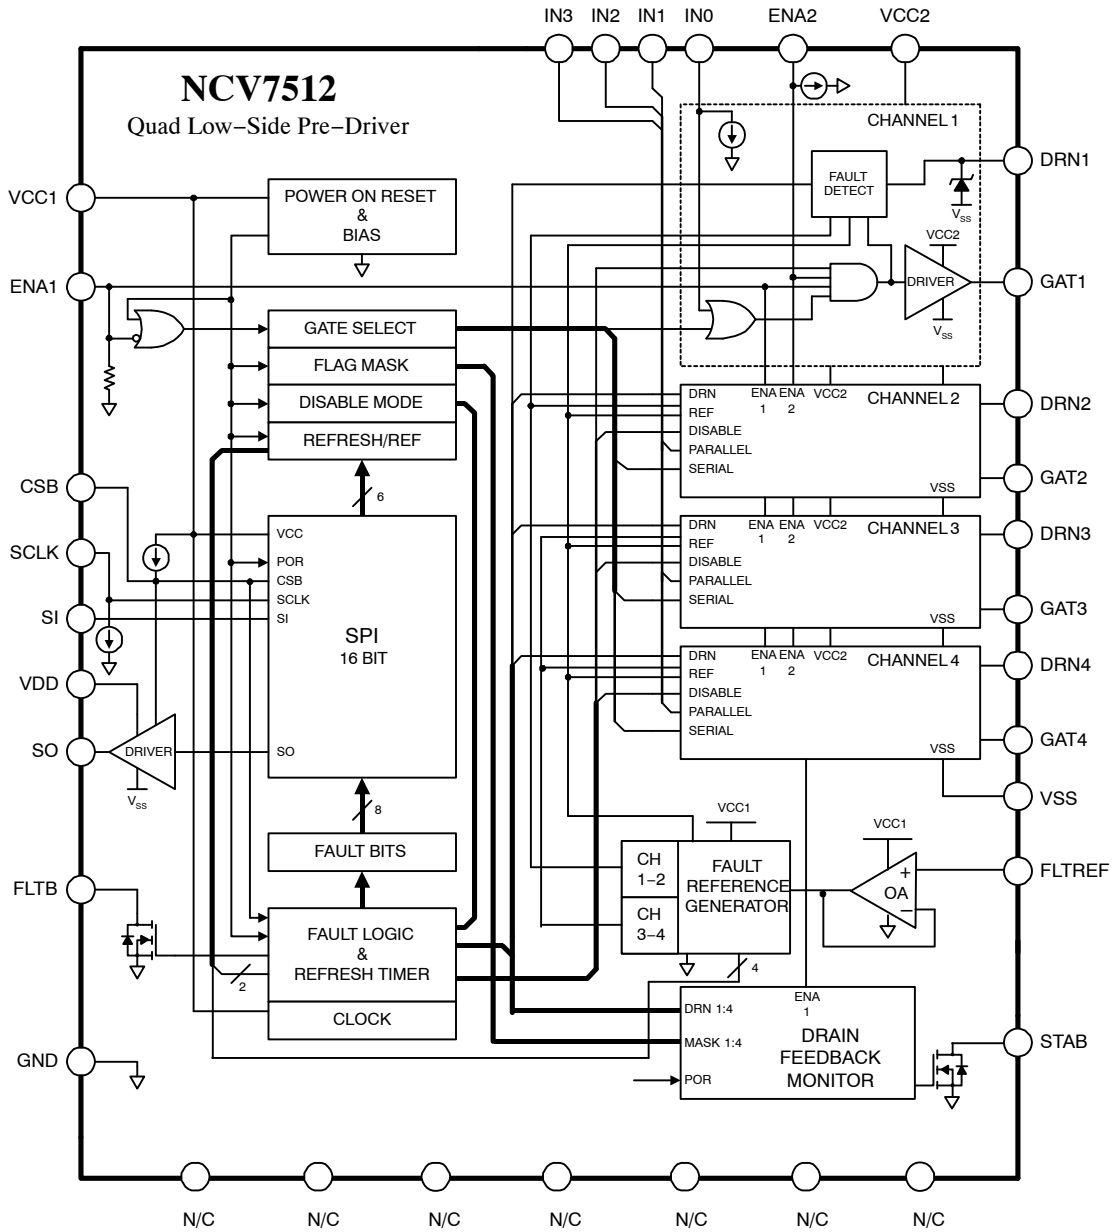 IN3 IN2 IN1 IN0 ENA2 VCC2
NCV7512
Quad Low−Side Pre−Driver
CHANNEL 1
FAULT
DETECT
DRN1
VSS
VCC1
POWER ON RESET
&
BIAS
VCC2
DRIVER
VSS
GAT1
ENA1
GATE SELECT
FLAG MASK
DISABLE MODE
REFRESH/REF
6
DRN
REF
DISABLE
PARALLEL
SERIAL
ENA
1
ENA
2
VCC2
CHANNEL 2
VSS
DRN2
GAT2
CSB
SCLK
SI
VDD
SO
VCC
POR
CSB
SCLK
SI
SPI
16 BIT
SO
DRIVER
VSS
DRN
REF
DISABLE
PARALLEL
SERIAL
ENA
1
ENA
2
VCC2
CHANNEL 3
VSS
DRN3
GAT3
DRN
REF
DISABLE
PARALLEL
SERIAL
ENA
1
ENA
2
VCC2
CHANNEL 4
VSS
DRN4
GAT4
VSS
8
FAULT BITS
FLTB
FAULT LOGIC
&
REFRESH TIMER
2
CLOCK
VCC1
CH
1−2
CH
3−4
FAULT
REFERENCE
GENERATOR
4
VCC1
+
OA
−
FLTREF
DRN 1:4
MASK 1:4
POR
ENA
1
DRAIN
FEEDBACK
MONITOR
STAB
GND
N/C N/C N/C N/C N/C N/C N/C